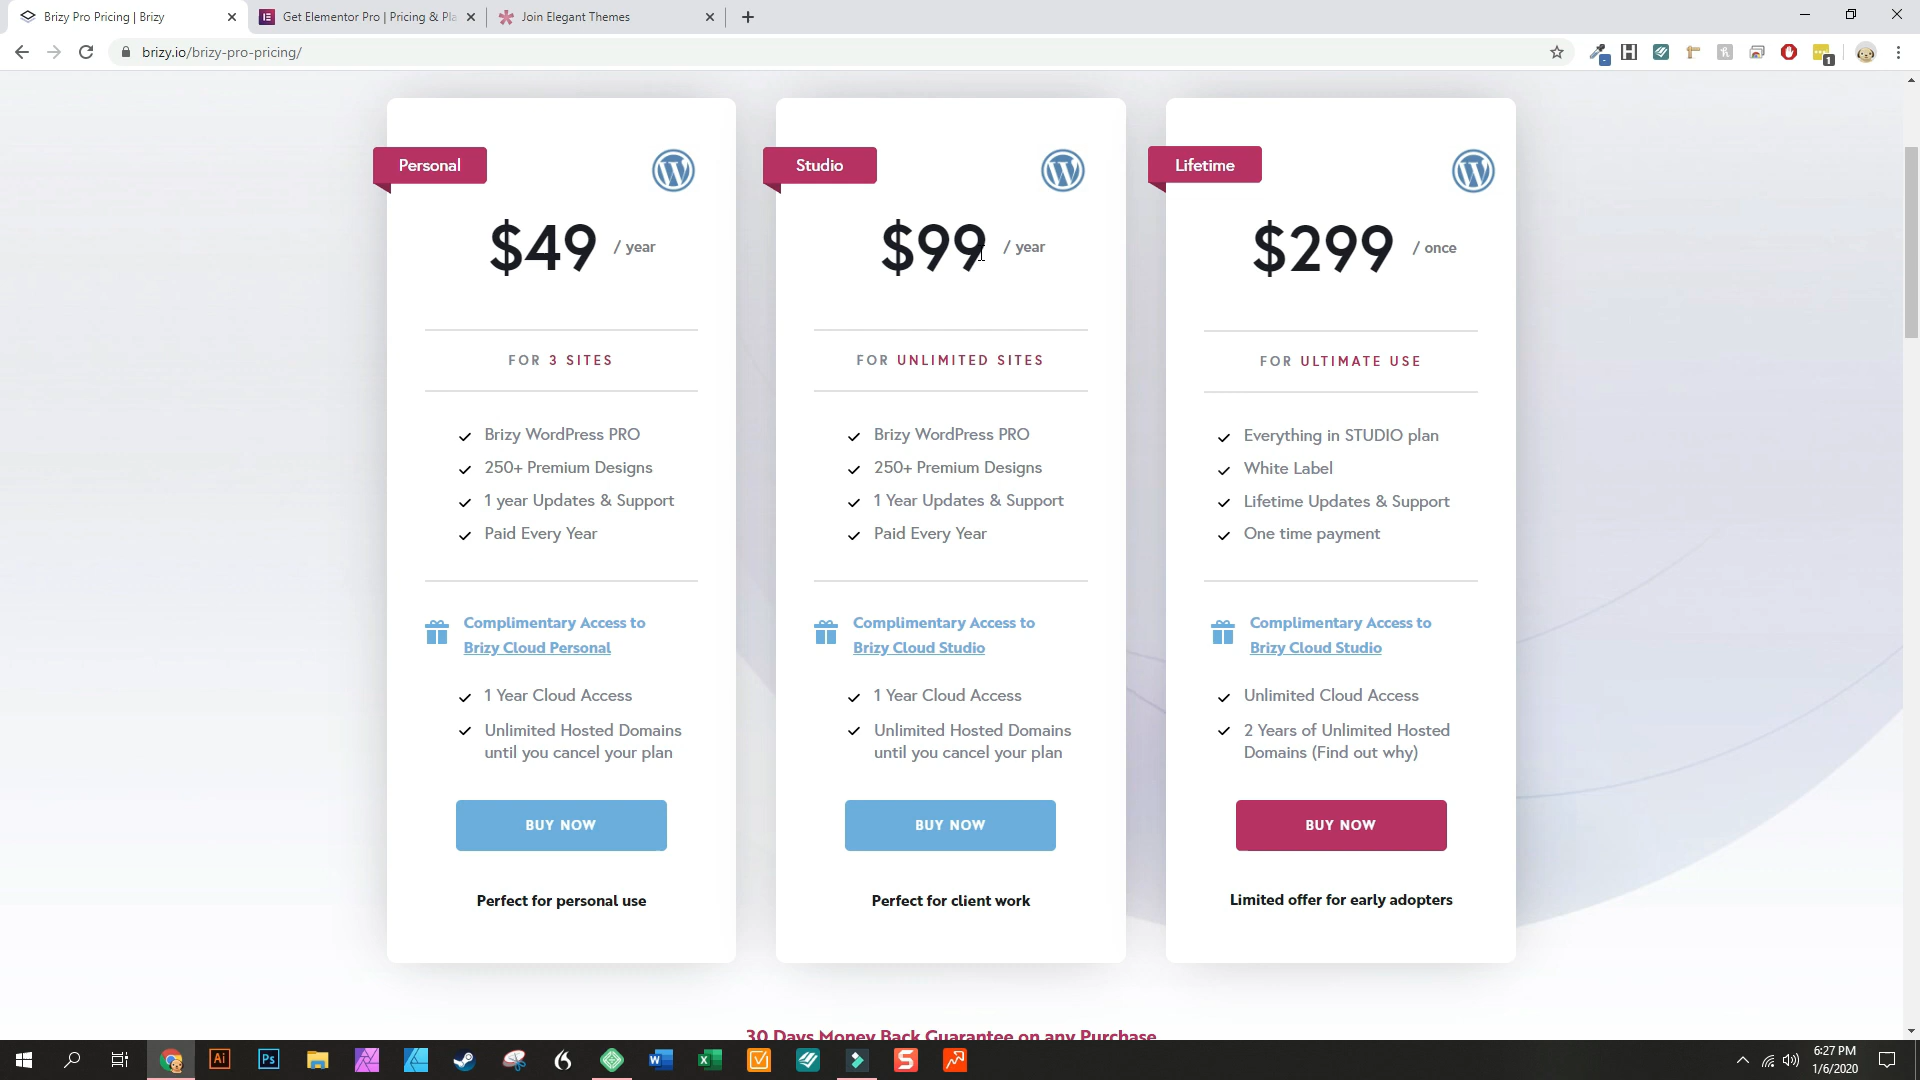 Brizy Pro Pricing | Brizy
Get Elementor Pro | Pricing & Pla
Join Elegant Themes
brizy.io/brizy-pro-pricing/
1
Personal
$49 / year
FOR 3 SITES
Brizy WordPress PRO
250+ Premium Designs
1 year Updates & Support
Paid Every Year
Complimentary Access to
Brizy Cloud Personal
1 Year Cloud Access
Unlimited Hosted Domains
until you cancel your plan
BUY NOW
Perfect for personal use
Studio
$99 / year
FOR UNLIMITED SITES
Brizy WordPress PRO
250+ Premium Designs
1 Year Updates & Support
Paid Every Year
Complimentary Access to
Brizy Cloud Studio
1 Year Cloud Access
Unlimited Hosted Domains
until you cancel your plan
BUY NOW
Perfect for client work
Lifetime
$299 / once
FOR ULTIMATE USE
Everything in STUDIO plan
White Label
Lifetime Updates & Support
One time payment
Complimentary Access to
Brizy Cloud Studio
Unlimited Cloud Access
2 Years of Unlimited Hosted
Domains (Find out why)
BUY NOW
Limited offer for early adopters
30 Days Money Back Guarantee on any Purchase
Ai
Ps
6:27 PM
1/6/2020